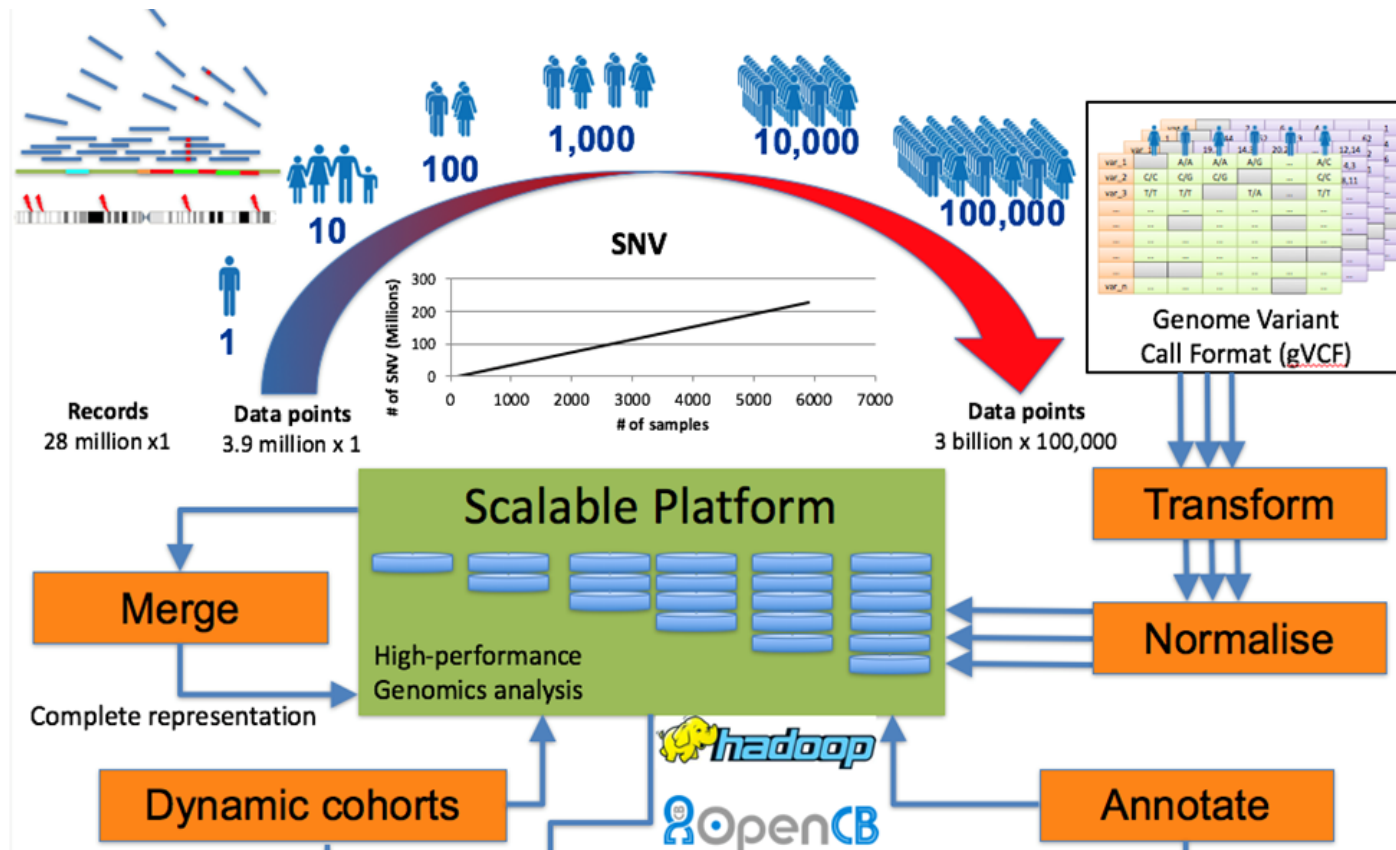 1
10
100
1,000
10,000
100,000
SNV
# of SNV (Millions)
300
200
100
0
0 1000 2000 3000 4000 5000 6000 7000
# of samples
Records
28 million x1
Data points
3.9 million x 1
Data points
3 billion x 100,000
var_1 A/A A/A A/G ... A/C
var_2 C/C C/G C/G ... C/C
var_3 T/T T/T T/A ... T/T
var_n
Genome Variant
Call Format (gVCF)
Transform
Normalise
Scalable Platform
High-performance
Genomics analysis
Merge
Complete representation
hadoop
OpenCB
Dynamic cohorts
Annotate